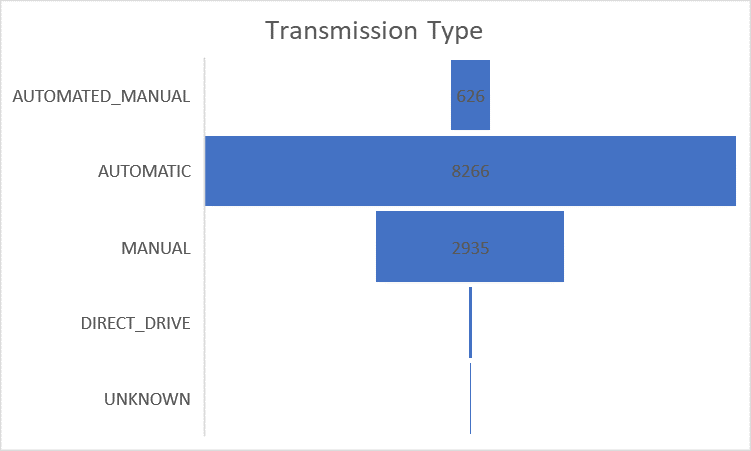 Transmission Type
AUTOMATED_MANUAL
626
AUTOMATIC
8266
MANUAL
2935
DIRECT_DRIVE
UNKNOWN